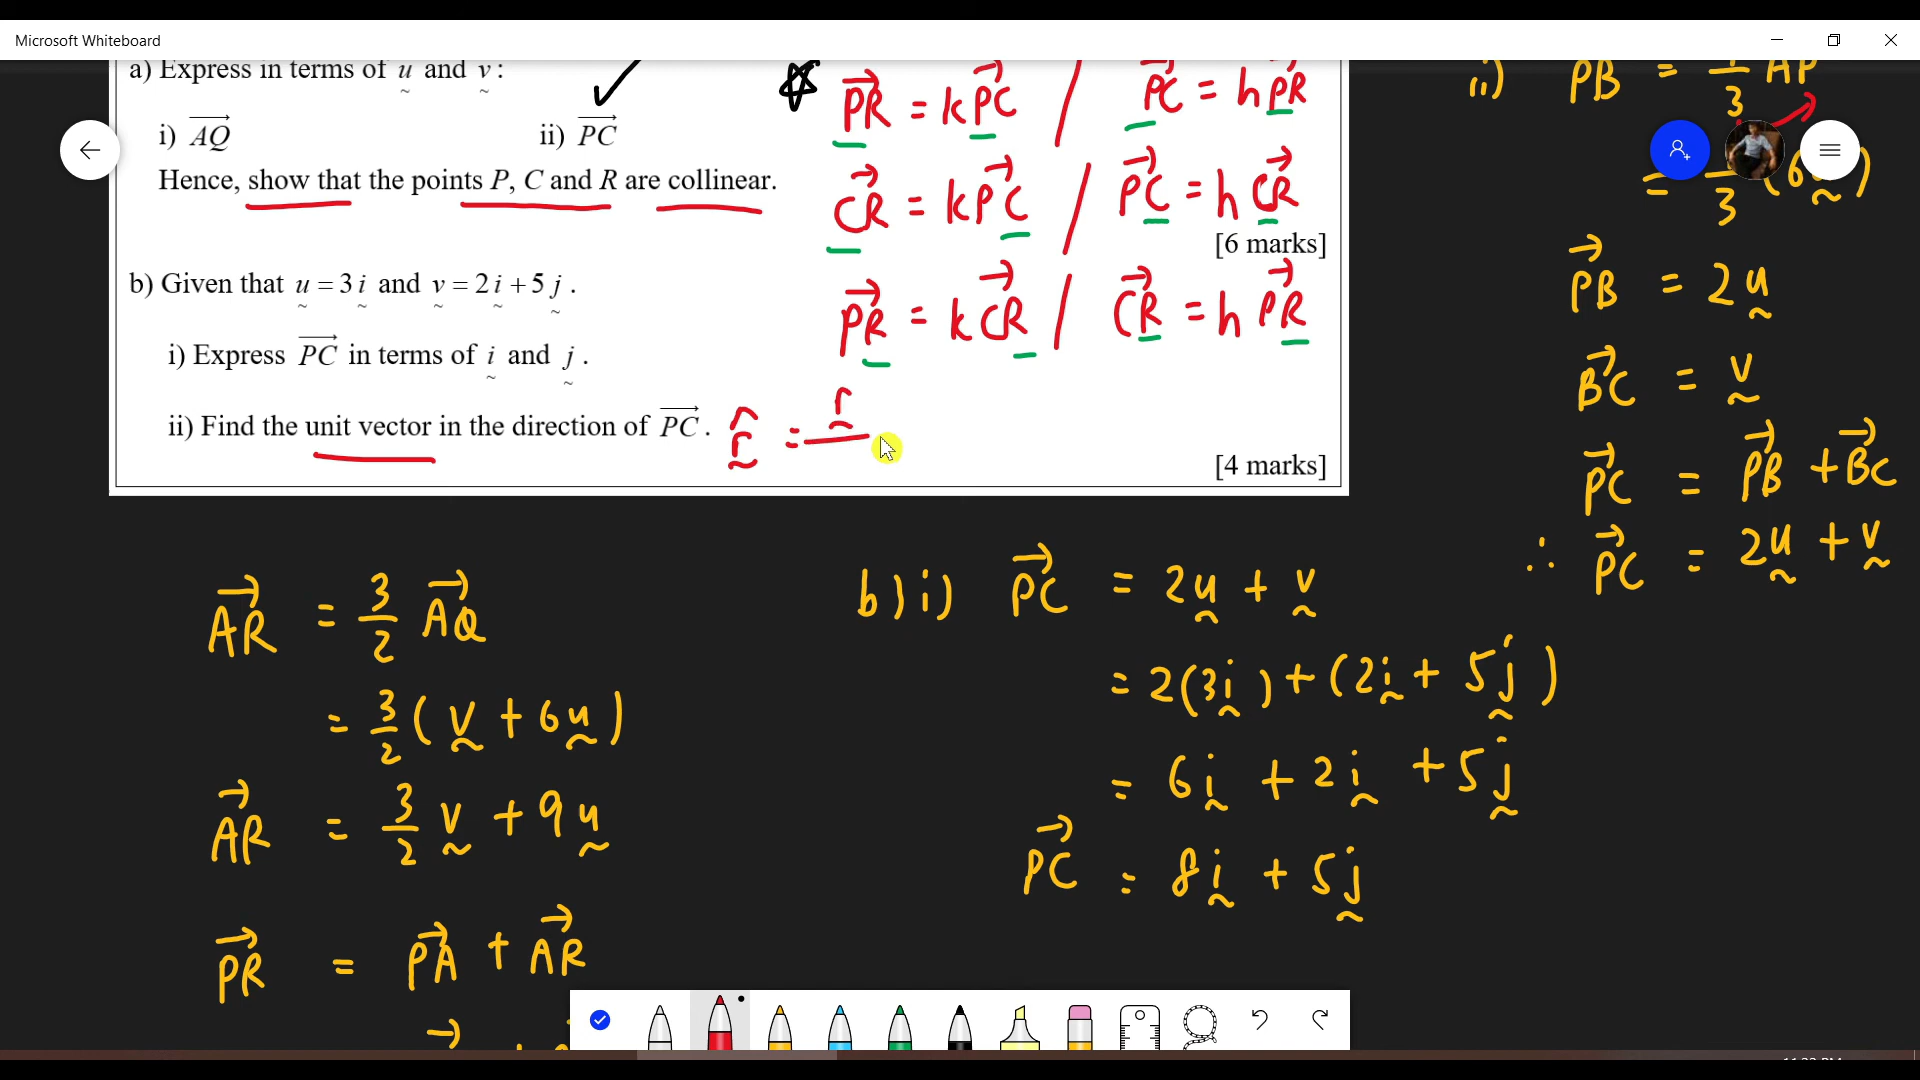 Microsoft Whiteboard
a) Express in terms of u and v:
i) AQ
ii) PC
Hence, show that the points P, C and R are collinear.
[6 marks]
b) Given that u = 3i and v = 2i + 5j.
i) Express PC in terms of i and j.
ii) Find the unit vector in the direction of PC.
[4 marks]
PR = kPC / PC = hPR
CR = kPC / PC = hCR
PR = kCR / CR = hPR
r̂ = r
ii) PB = 1/3 AP
= 1/3 (6u)
PB = 2u
BC = v
PC = PB + BC
∴ PC = 2u + v
AR = 3/2 AQ
= 3/2 (v + 6u)
AR = 3/2 v + 9u
PR = PA + AR
b) i) PC = 2u + v
= 2(3i) + (2i + 5j)
= 6i + 2i + 5j
PC = 8i + 5j